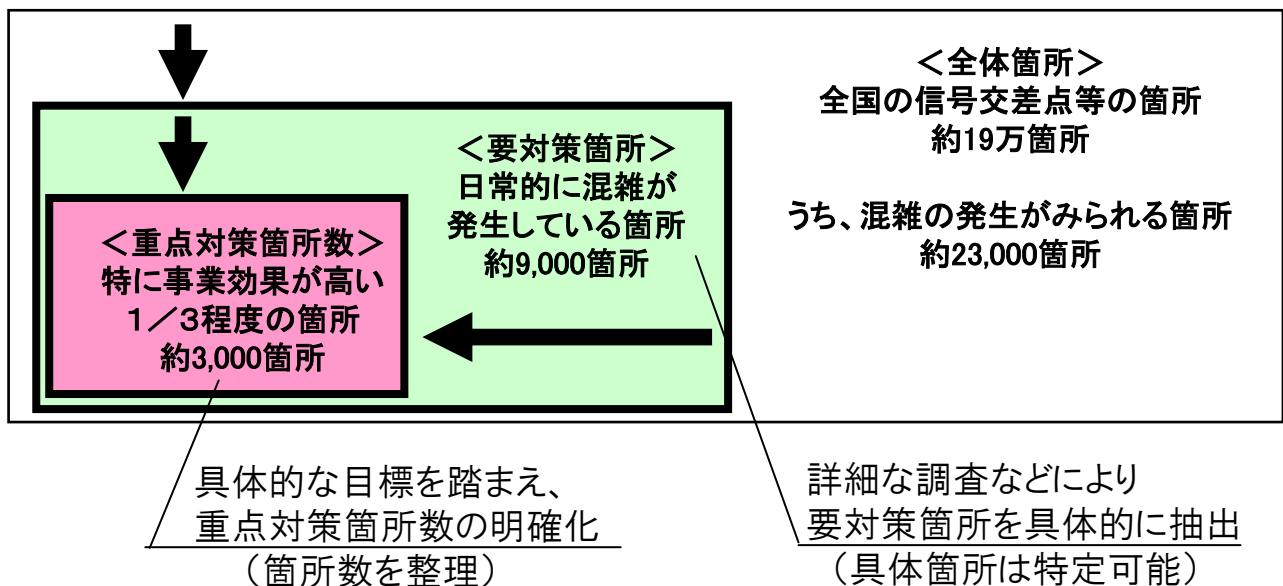 ＜全体箇所＞
全国の信号交差点等の箇所
約19万箇所
うち、混雑の発生がみられる箇所
約23,000箇所
＜要対策箇所＞
日常的に混雑が
発生している箇所
約9,000箇所
＜重点対策箇所数＞
特に事業効果が高い
１／３程度の箇所
約3,000箇所
具体的な目標を踏まえ、
重点対策箇所数の明確化
（箇所数を整理）
詳細な調査などにより
要対策箇所を具体的に抽出
（具体箇所は特定可能）